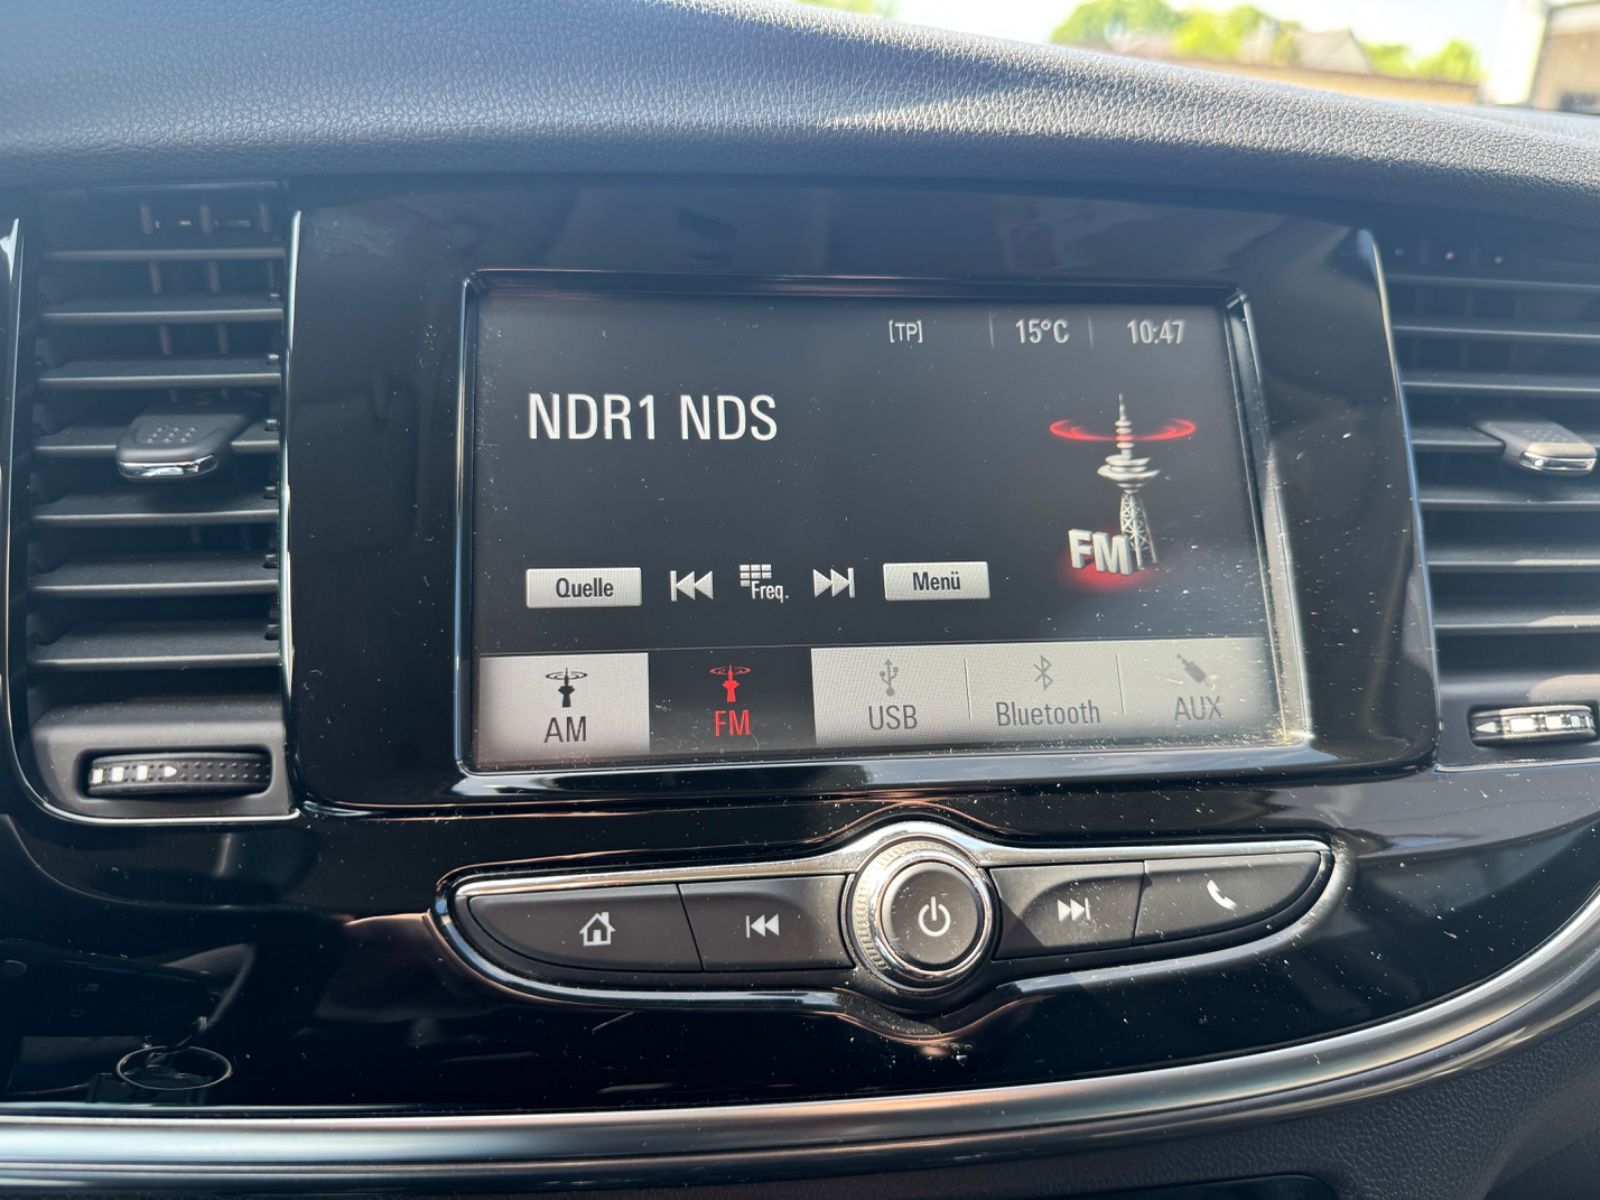 [TP] 15°C 10:47
NDR1 NDS
FM
Quelle Freq. Menü
AM FM USB Bluetooth AUX